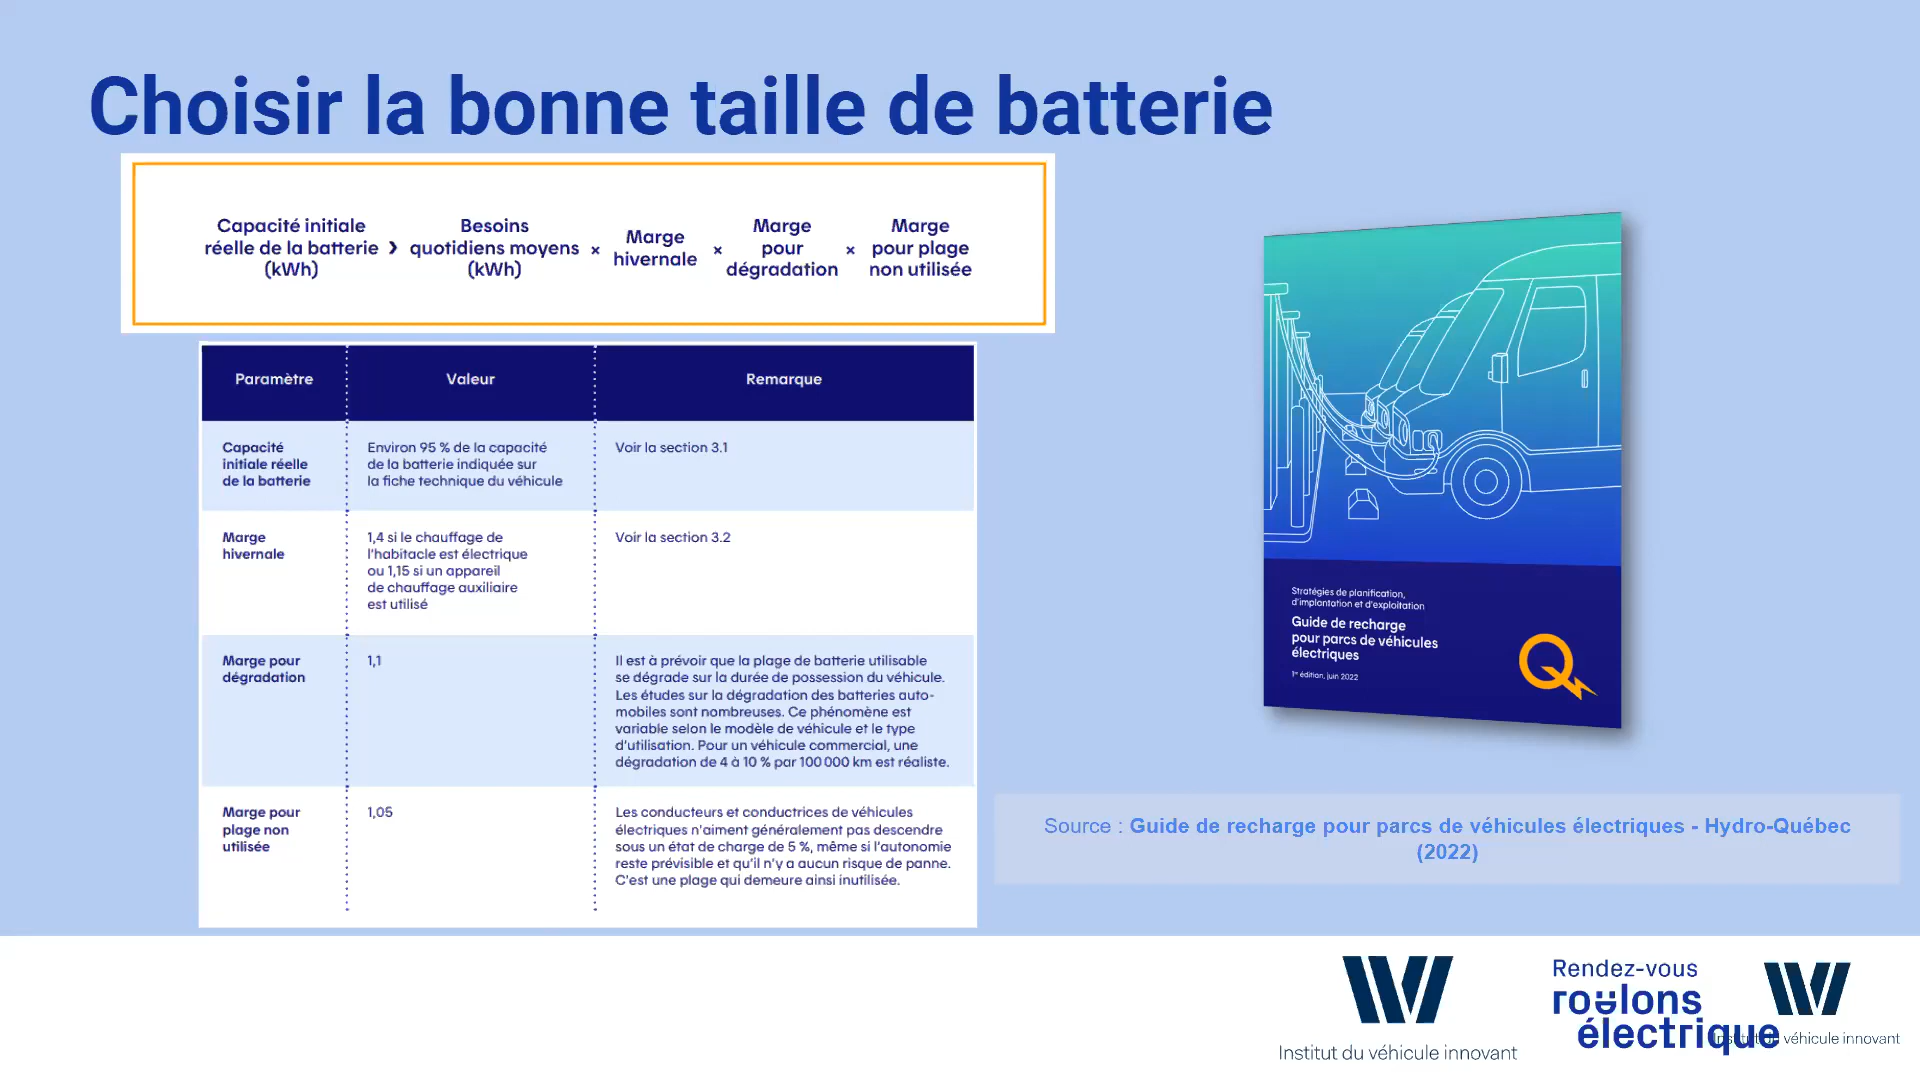 Choisir la bonne taille de batterie
Capacité initiale
réelle de la batterie
(kWh)
>
Besoins
quotidiens moyens
(kWh)
×
Marge
hivernale
×
Marge
pour
dégradation
×
Marge
pour plage
non utilisée
Paramètre
Valeur
Remarque
Capacité
initiale réelle
de la batterie
Environ 95 % de la capacité
de la batterie indiquée sur
la fiche technique du véhicule
Voir la section 3.1
Marge
hivernale
1,4 si le chauffage de
l'habitacle est électrique
ou 1,15 si un appareil
de chauffage auxiliaire
est utilisé
Voir la section 3.2
Marge pour
dégradation
1,1
Il est à prévoir que la plage de batterie utilisable
se dégrade sur la durée de possession du véhicule.
Les études sur la dégradation des batteries auto-
mobiles sont nombreuses. Ce phénomène est
variable selon le modèle de véhicule et le type
d'utilisation. Pour un véhicule commercial, une
dégradation de 4 à 10 % par 100 000 km est réaliste.
Marge pour
plage non
utilisée
1,05
Les conducteurs et conductrices de véhicules
électriques n'aiment généralement pas descendre
sous un état de charge de 5 %, même si l'autonomie
reste prévisible et qu'il n'y a aucun risque de panne.
C'est une plage qui demeure ainsi inutilisée.
Stratégies de planification,
d'implantation et d'exploitation
Guide de recharge
pour parcs de véhicules
électriques
1re édition, juin 2022
Source : Guide de recharge pour parcs de véhicules électriques - Hydro-Québec
(2022)
Institut du véhicule innovant
Rendez-vous
roulons
électrique
véhicule innovant